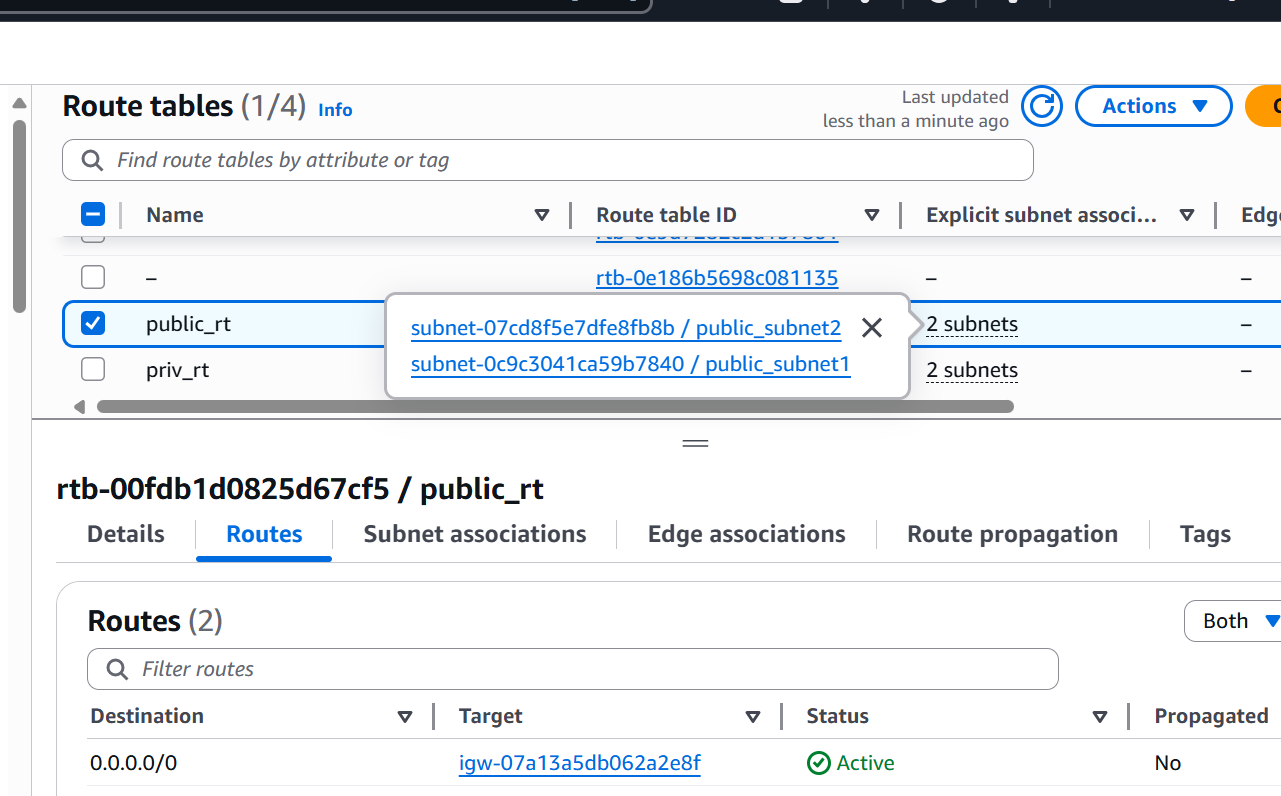 Route tables (1/4) Info
Last updated
less than a minute ago
Actions
Find route tables by attribute or tag
Name Route table ID Explicit subnet associ... Edge
– rtb-0e186b5698c081135 – –
public_rt 2 subnets –
subnet-07cd8f5e7dfe8fb8b / public_subnet2
subnet-0c9c3041ca59b7840 / public_subnet1
priv_rt 2 subnets –
rtb-00fdb1d0825d67cf5 / public_rt
Details Routes Subnet associations Edge associations Route propagation Tags
Routes (2)
Both
Filter routes
Destination Target Status Propagated
0.0.0.0/0 igw-07a13a5db062a2e8f Active No